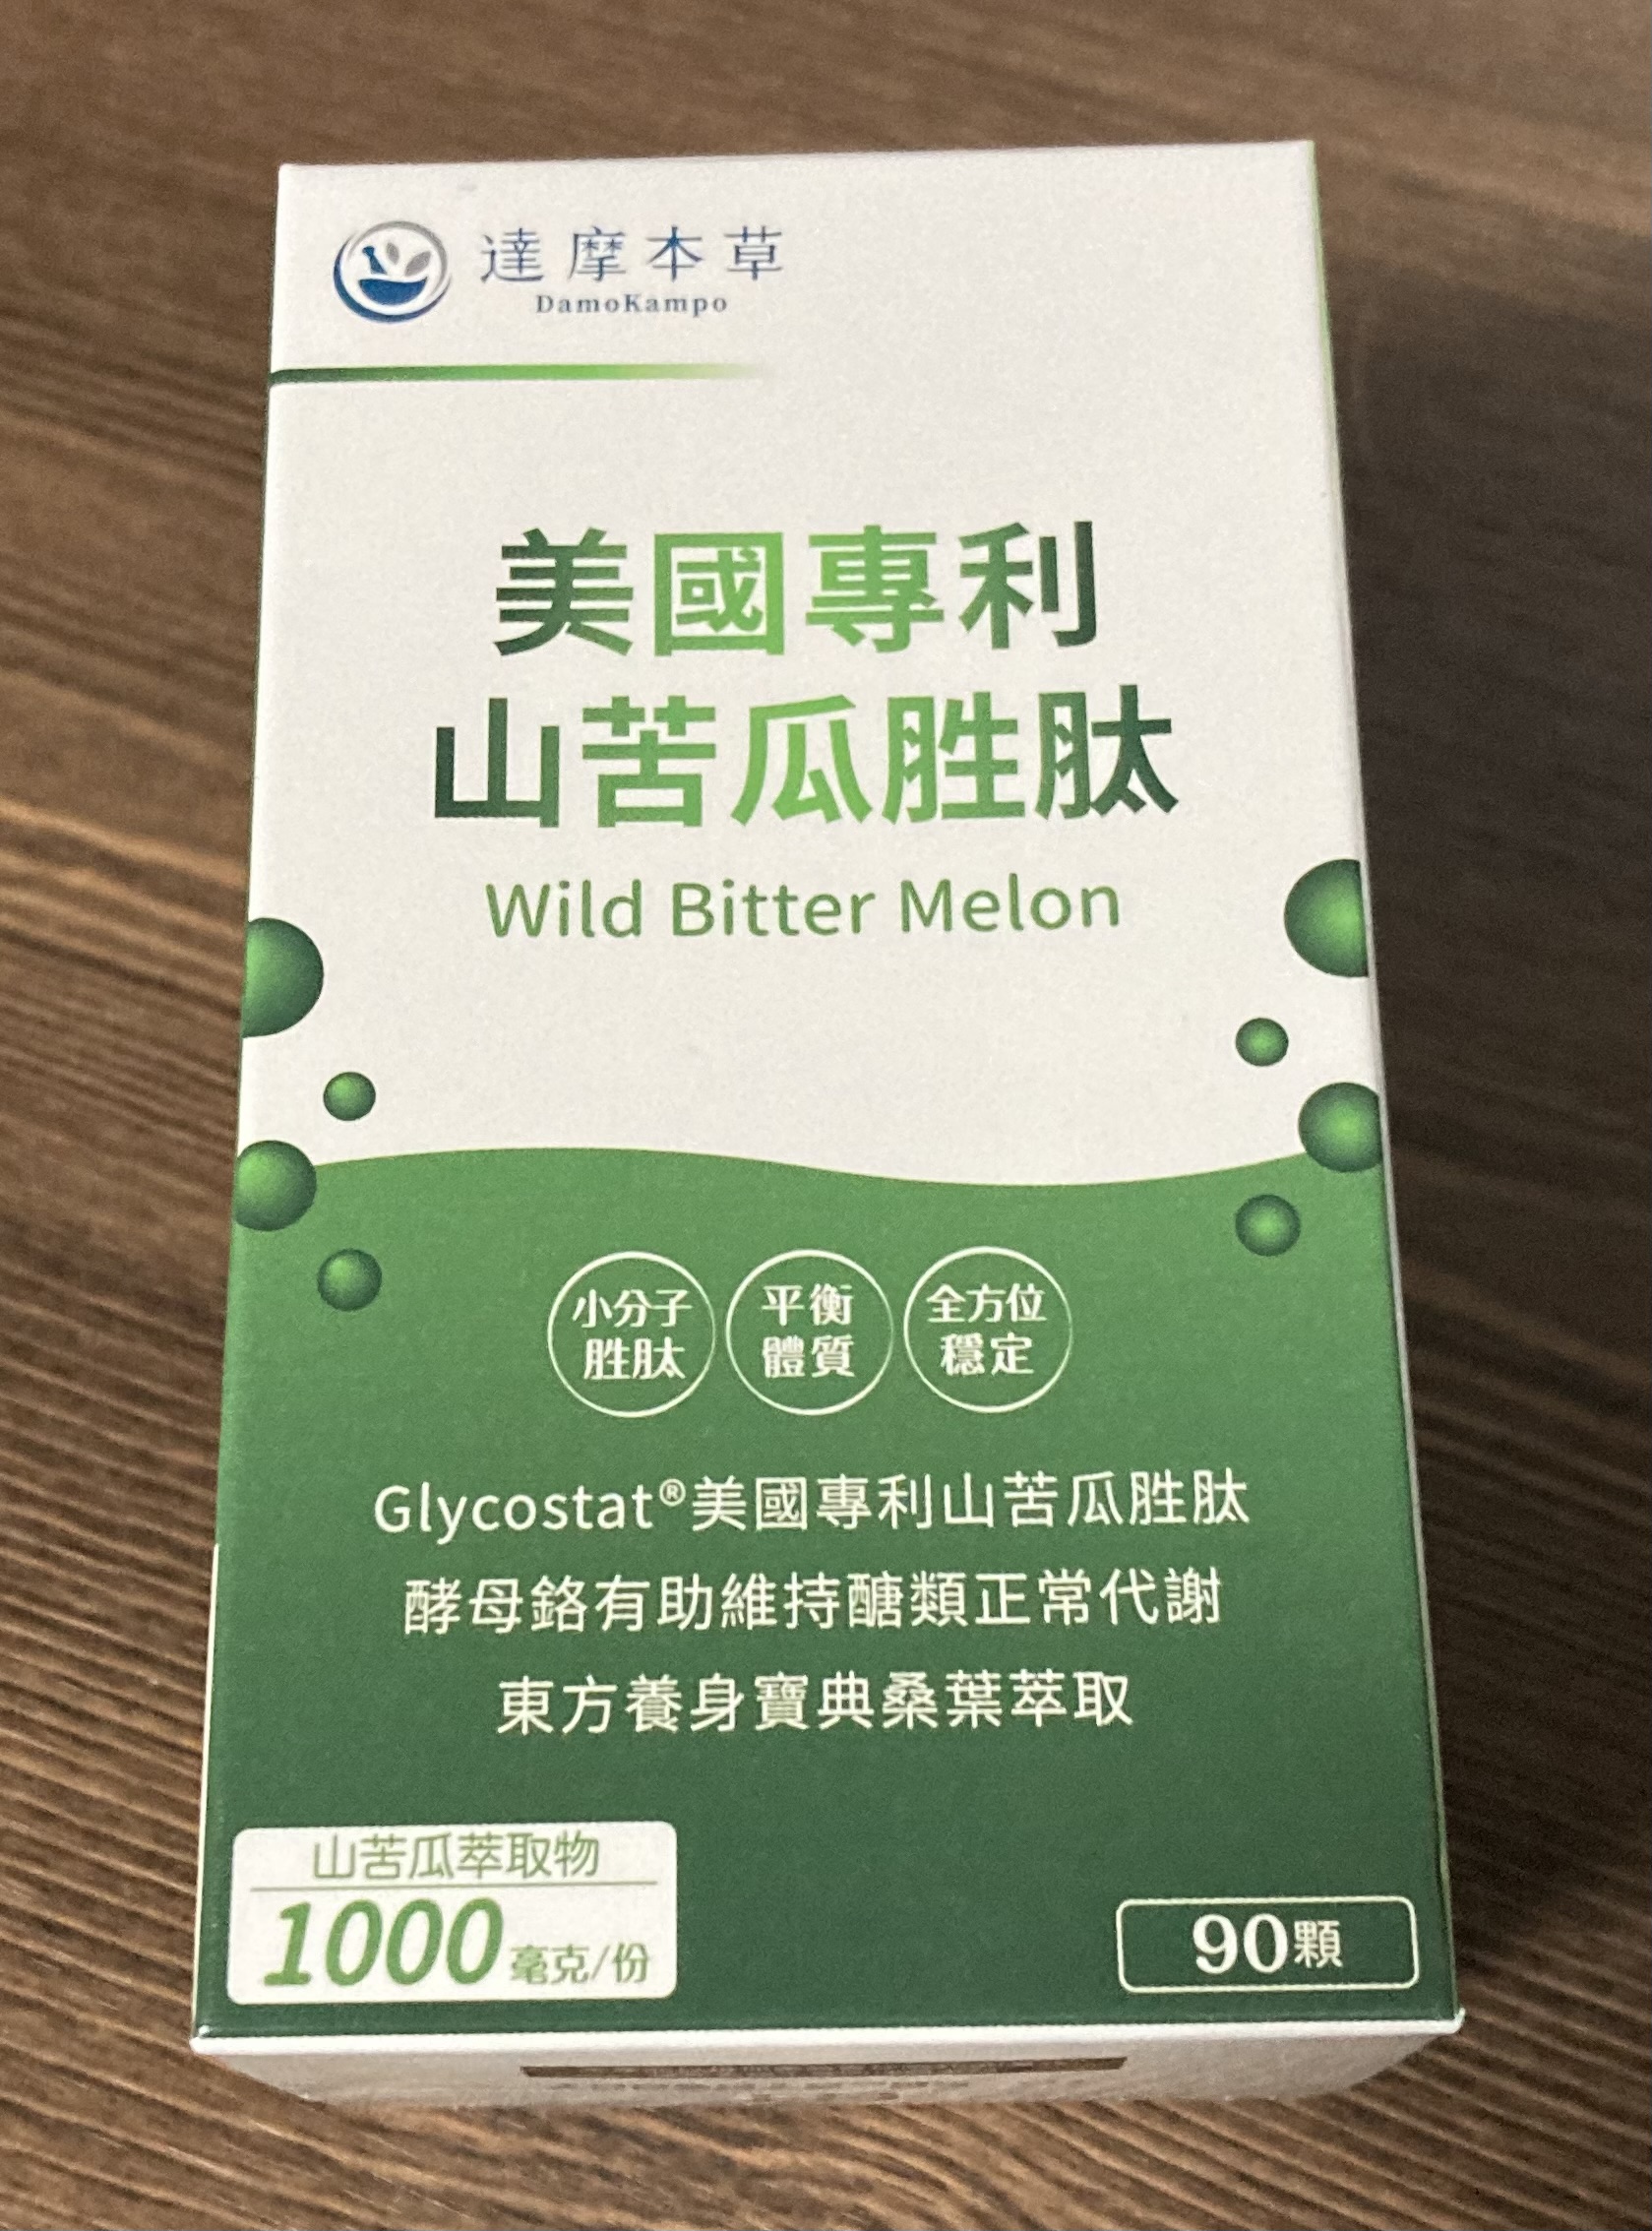 達摩本草
DamoKampo
美國專利
山苦瓜胜肽
Wild Bitter Melon
小分子
胜肽
平衡
體質
全方位
穩定
Glycostat®美國專利山苦瓜胜肽
酵母鉻有助維持醣類正常代謝
東方養身寶典桑葉萃取
山苦瓜萃取物
1000毫克/份
90顆